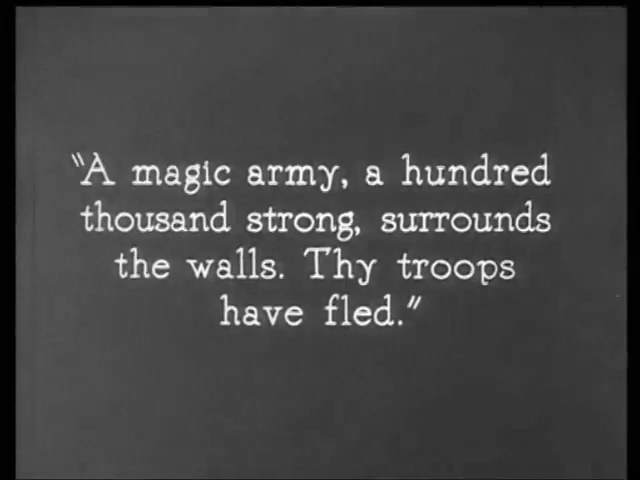 "A magic army, a hundred
thousand strong, surrounds
the walls. Thy troops
have fled."